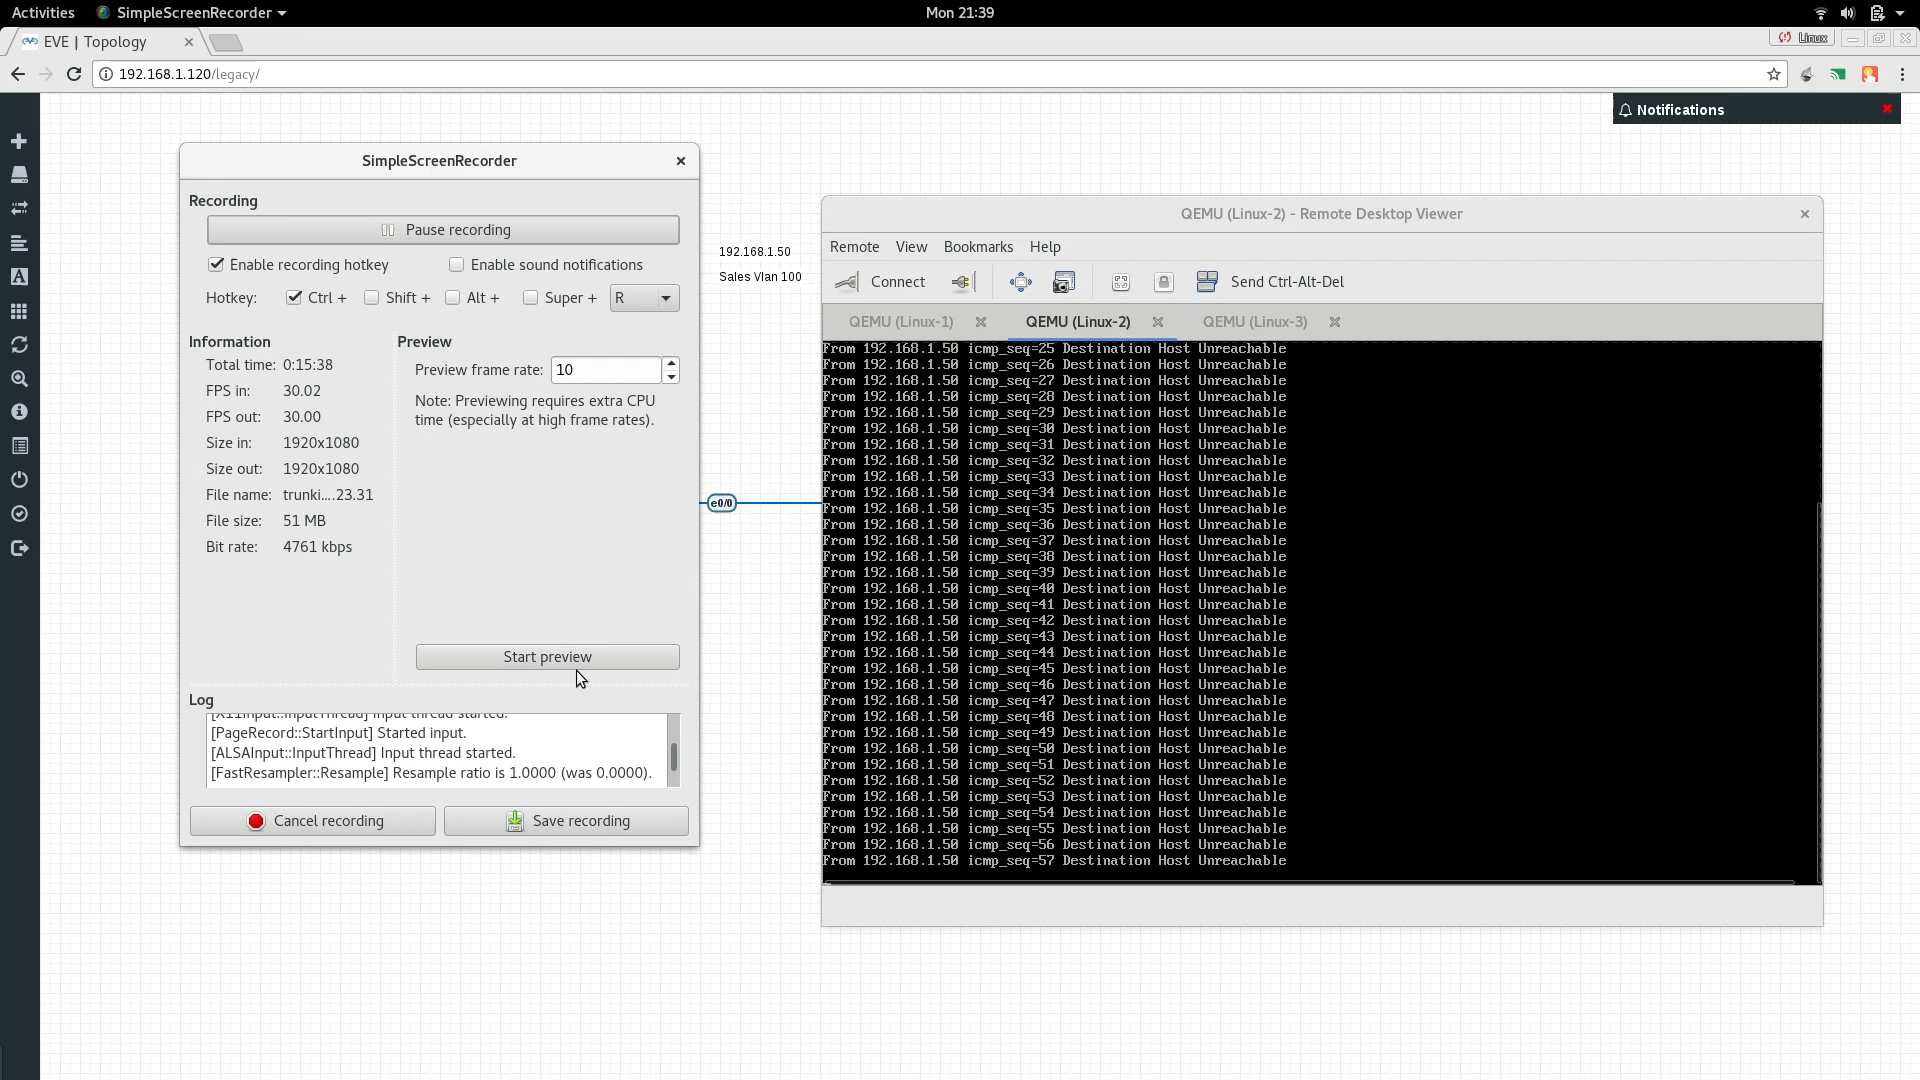 Activities SimpleScreenRecorder Mon 21:39
EVE | Topology Linux
192.168.1.120/legacy/
Notifications
SimpleScreenRecorder
Recording
Pause recording
Enable recording hotkey Enable sound notifications
Hotkey: Ctrl + Shift + Alt + Super + R
Information
Total time: 0:15:38
FPS in: 30.02
FPS out: 30.00
Size in: 1920x1080
Size out: 1920x1080
File name: trunki....23.31
File size: 51 MB
Bit rate: 4761 kbps
Preview
Preview frame rate: 10
Note: Previewing requires extra CPU
time (especially at high frame rates).
Start preview
Log
[X11Input::InputThread] Input thread started.
[PageRecord::StartInput] Started input.
[ALSAInput::InputThread] Input thread started.
[FastResampler::Resample] Resample ratio is 1.0000 (was 0.0000).
Cancel recording Save recording
192.168.1.50
Sales Vlan 100
e0/0
QEMU (Linux-2) - Remote Desktop Viewer
Remote View Bookmarks Help
Connect Send Ctrl-Alt-Del
QEMU (Linux-1) QEMU (Linux-2) QEMU (Linux-3)
From 192.168.1.50 icmp_seq=25 Destination Host Unreachable
From 192.168.1.50 icmp_seq=26 Destination Host Unreachable
From 192.168.1.50 icmp_seq=27 Destination Host Unreachable
From 192.168.1.50 icmp_seq=28 Destination Host Unreachable
From 192.168.1.50 icmp_seq=29 Destination Host Unreachable
From 192.168.1.50 icmp_seq=30 Destination Host Unreachable
From 192.168.1.50 icmp_seq=31 Destination Host Unreachable
From 192.168.1.50 icmp_seq=32 Destination Host Unreachable
From 192.168.1.50 icmp_seq=33 Destination Host Unreachable
From 192.168.1.50 icmp_seq=34 Destination Host Unreachable
From 192.168.1.50 icmp_seq=35 Destination Host Unreachable
From 192.168.1.50 icmp_seq=36 Destination Host Unreachable
From 192.168.1.50 icmp_seq=37 Destination Host Unreachable
From 192.168.1.50 icmp_seq=38 Destination Host Unreachable
From 192.168.1.50 icmp_seq=39 Destination Host Unreachable
From 192.168.1.50 icmp_seq=40 Destination Host Unreachable
From 192.168.1.50 icmp_seq=41 Destination Host Unreachable
From 192.168.1.50 icmp_seq=42 Destination Host Unreachable
From 192.168.1.50 icmp_seq=43 Destination Host Unreachable
From 192.168.1.50 icmp_seq=44 Destination Host Unreachable
From 192.168.1.50 icmp_seq=45 Destination Host Unreachable
From 192.168.1.50 icmp_seq=46 Destination Host Unreachable
From 192.168.1.50 icmp_seq=47 Destination Host Unreachable
From 192.168.1.50 icmp_seq=48 Destination Host Unreachable
From 192.168.1.50 icmp_seq=49 Destination Host Unreachable
From 192.168.1.50 icmp_seq=50 Destination Host Unreachable
From 192.168.1.50 icmp_seq=51 Destination Host Unreachable
From 192.168.1.50 icmp_seq=52 Destination Host Unreachable
From 192.168.1.50 icmp_seq=53 Destination Host Unreachable
From 192.168.1.50 icmp_seq=54 Destination Host Unreachable
From 192.168.1.50 icmp_seq=55 Destination Host Unreachable
From 192.168.1.50 icmp_seq=56 Destination Host Unreachable
From 192.168.1.50 icmp_seq=57 Destination Host Unreachable